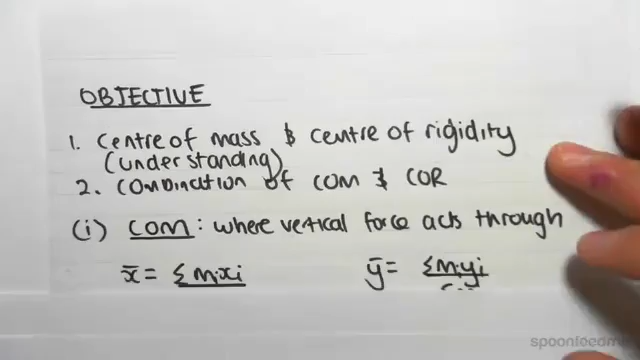 OBJECTIVE
1. Centre of mass & centre of rigidity
(understanding)
2. Combination of COM & COR
(i) COM: where vertical force acts through
x̄ = Σmixi ȳ = Σmiyi